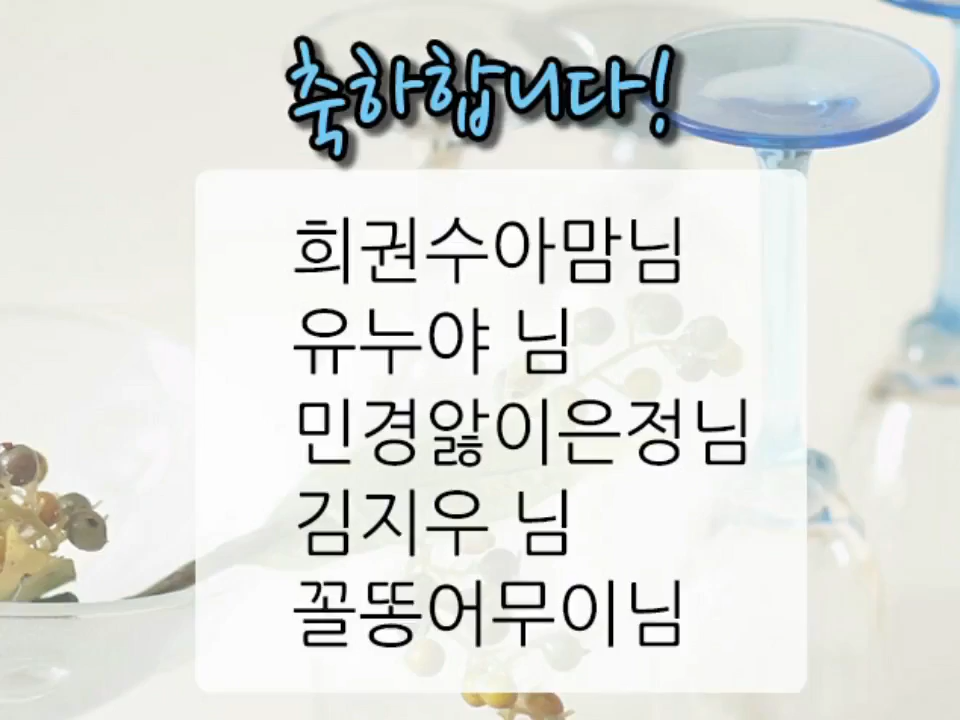 축하합니다!
희권수아맘님
유누야 님
민경앓이은정님
김지우 님
꼴똥어무이님